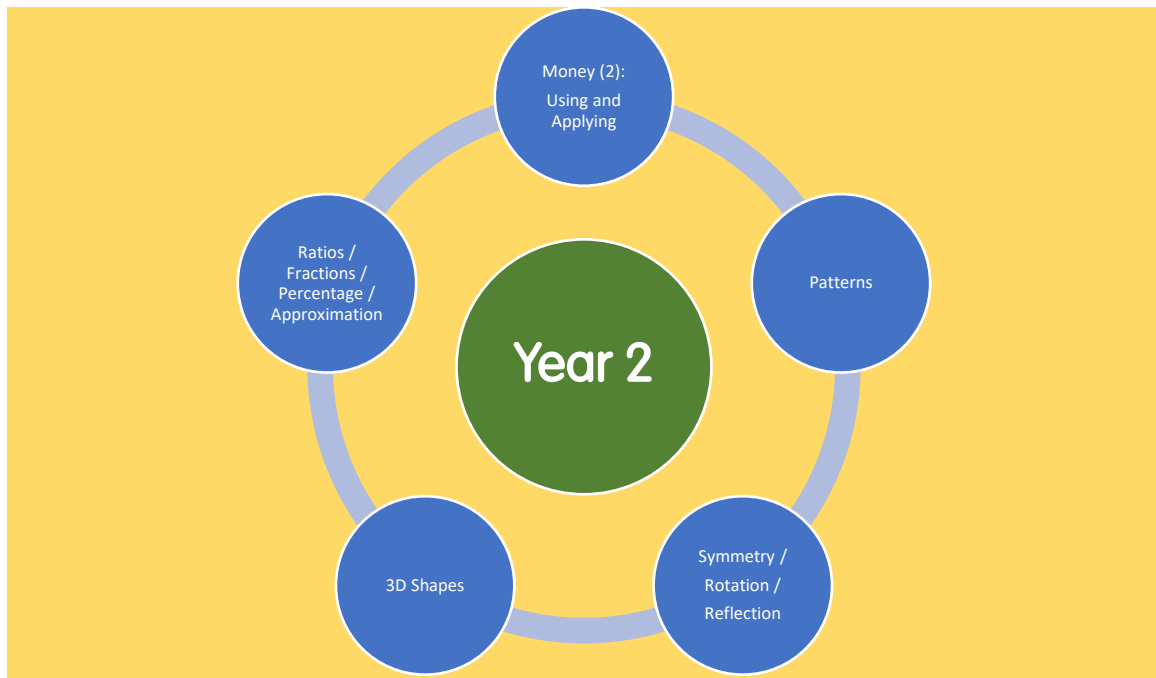 Money (2):
Using and
Applying
Patterns
Symmetry /
Rotation /
Reflection
3D Shapes
Ratios /
Fractions /
Percentage /
Approximation
Year 2